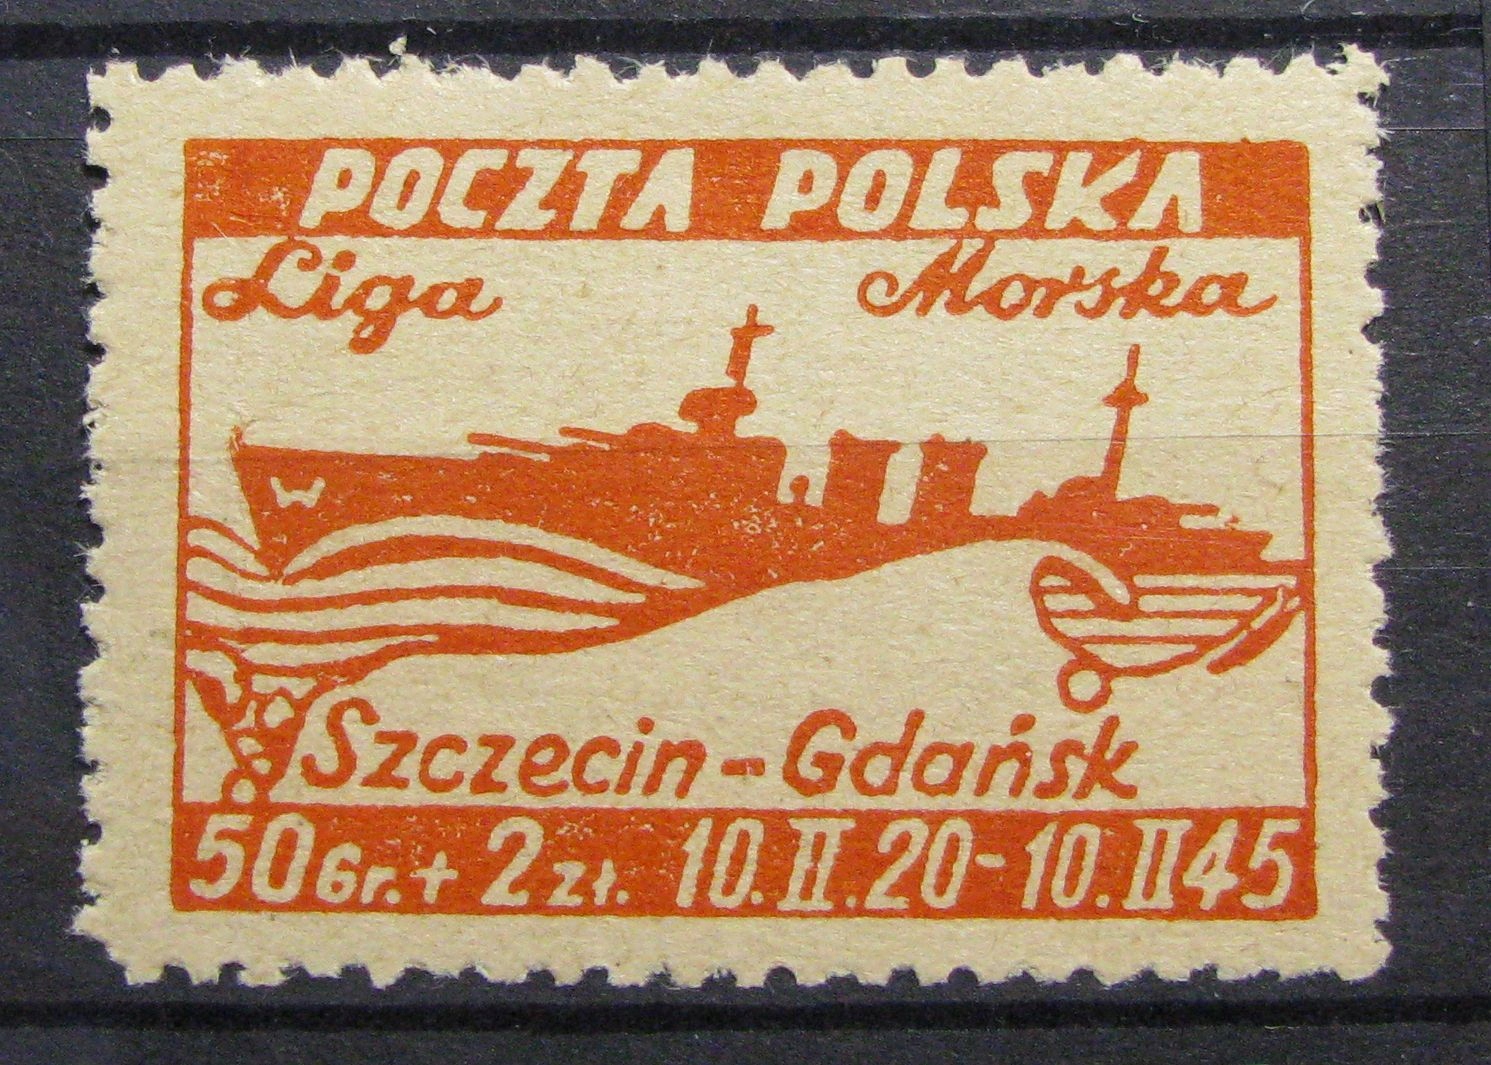 POCZTA POLSKA
Liga Morska
W
Szczecin - Gdańsk
50 Gr. + 2 zł. 10. II. 20 - 10. II 45